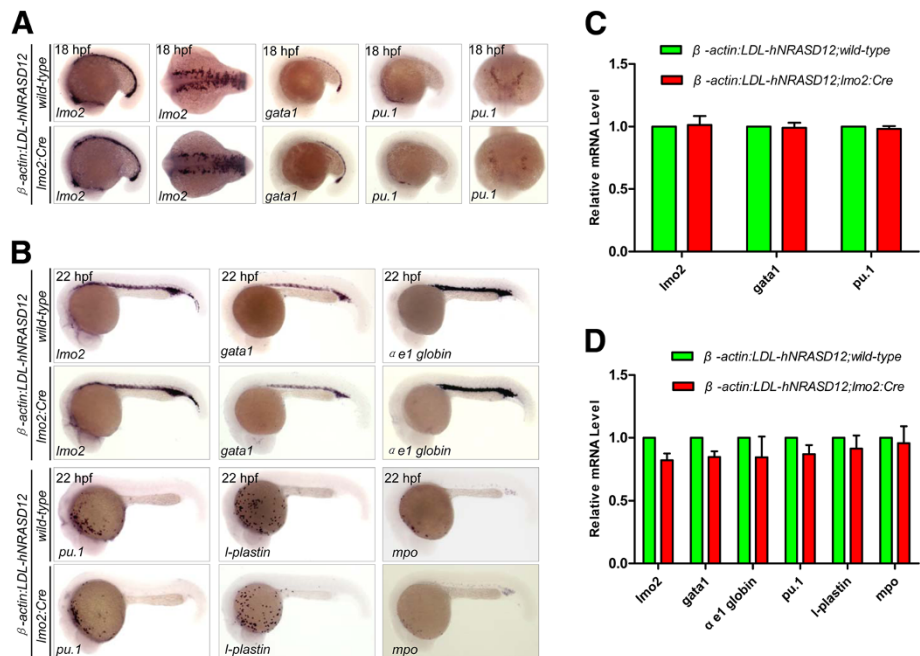 A
β-actin:LDL-hNRASD12
wild-type
lmo2:Cre
18 hpf
18 hpf
18 hpf
18 hpf
18 hpf
lmo2
lmo2
gata1
pu.1
pu.1
lmo2
lmo2
gata1
pu.1
pu.1
B
β-actin:LDL-hNRASD12
wild-type
lmo2:Cre
22 hpf
22 hpf
22 hpf
lmo2
gata1
α e1 globin
lmo2
gata1
α e1 globin
β-actin:LDL-hNRASD12
wild-type
lmo2:Cre
22 hpf
22 hpf
22 hpf
pu.1
l-plastin
mpo
pu.1
l-plastin
mpo
C
β -actin:LDL-hNRASD12;wild-type
β -actin:LDL-hNRASD12;lmo2:Cre
Relative mRNA Level
1.5
1.0
0.5
0.0
lmo2
gata1
pu.1
D
β -actin:LDL-hNRASD12;wild-type
β -actin:LDL-hNRASD12;lmo2:Cre
Relative mRNA Level
1.5
1.0
0.5
0.0
lmo2
gata1
α e1 globin
pu.1
l-plastin
mpo